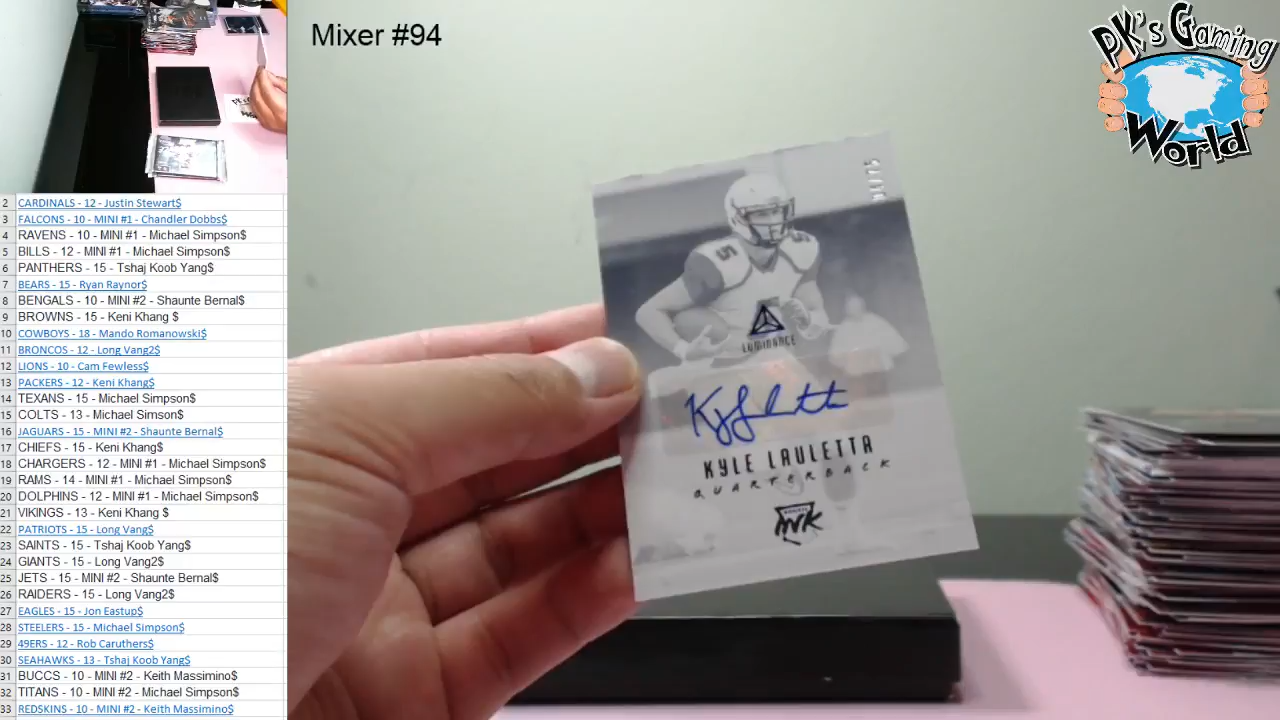 Mixer #94
PK's Gaming
World
2 CARDINALS - 12 - Justin Stewart$
3 FALCONS - 10 - MINI #1 - Chandler Dobbs$
4 RAVENS - 10 - MINI #1 - Michael Simpson$
5 BILLS - 12 - MINI #1 - Michael Simpson$
6 PANTHERS - 15 - Tshaj Koob Yang$
7 BEARS - 15 - Ryan Raynor$
8 BENGALS - 10 - MINI #2 - Shaunte Bernal$
9 BROWNS - 15 - Keni Khang $
10 COWBOYS - 18 - Mando Romanowski$
11 BRONCOS - 12 - Long Vang2$
12 LIONS - 10 - Cam Fewless$
13 PACKERS - 12 - Keni Khang$
14 TEXANS - 15 - Michael Simpson$
15 COLTS - 13 - Michael Simson$
16 JAGUARS - 15 - MINI #2 - Shaunte Bernal$
17 CHIEFS - 15 - Keni Khang$
18 CHARGERS - 12 - MINI #1 - Michael Simpson$
19 RAMS - 14 - MINI #1 - Michael Simpson$
20 DOLPHINS - 12 - MINI #1 - Michael Simpson$
21 VIKINGS - 13 - Keni Khang $
22 PATRIOTS - 15 - Long Vang$
23 SAINTS - 15 - Tshaj Koob Yang$
24 GIANTS - 15 - Long Vang2$
25 JETS - 15 - MINI #2 - Shaunte Bernal$
26 RAIDERS - 15 - Long Vang2$
27 EAGLES - 15 - Jon Eastup$
28 STEELERS - 15 - Michael Simpson$
29 49ERS - 12 - Rob Caruthers$
30 SEAHAWKS - 13 - Tshaj Koob Yang$
31 BUCCS - 10 - MINI #2 - Keith Massimino$
32 TITANS - 10 - MINI #2 - Michael Simpson$
33 REDSKINS - 10 - MINI #2 - Keith Massimino$
5
LUMINANCE
KYLE LAULETTA
QUARTERBACK